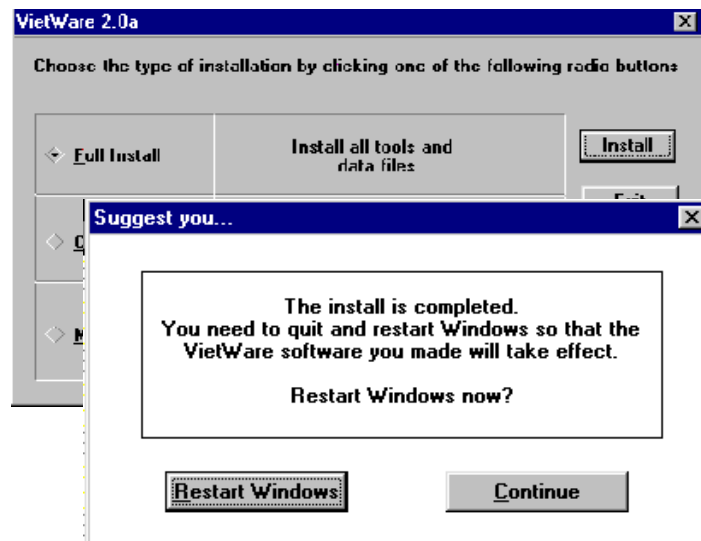 VietWare 2.0a
Choose the type of installation by clicking one of the following radio buttons
Full Install
Install all tools and
data files
Install
Suggest you...
The install is completed.
You need to quit and restart Windows so that the
VietWare software you made will take effect.
Restart Windows now?
Restart Windows
Continue